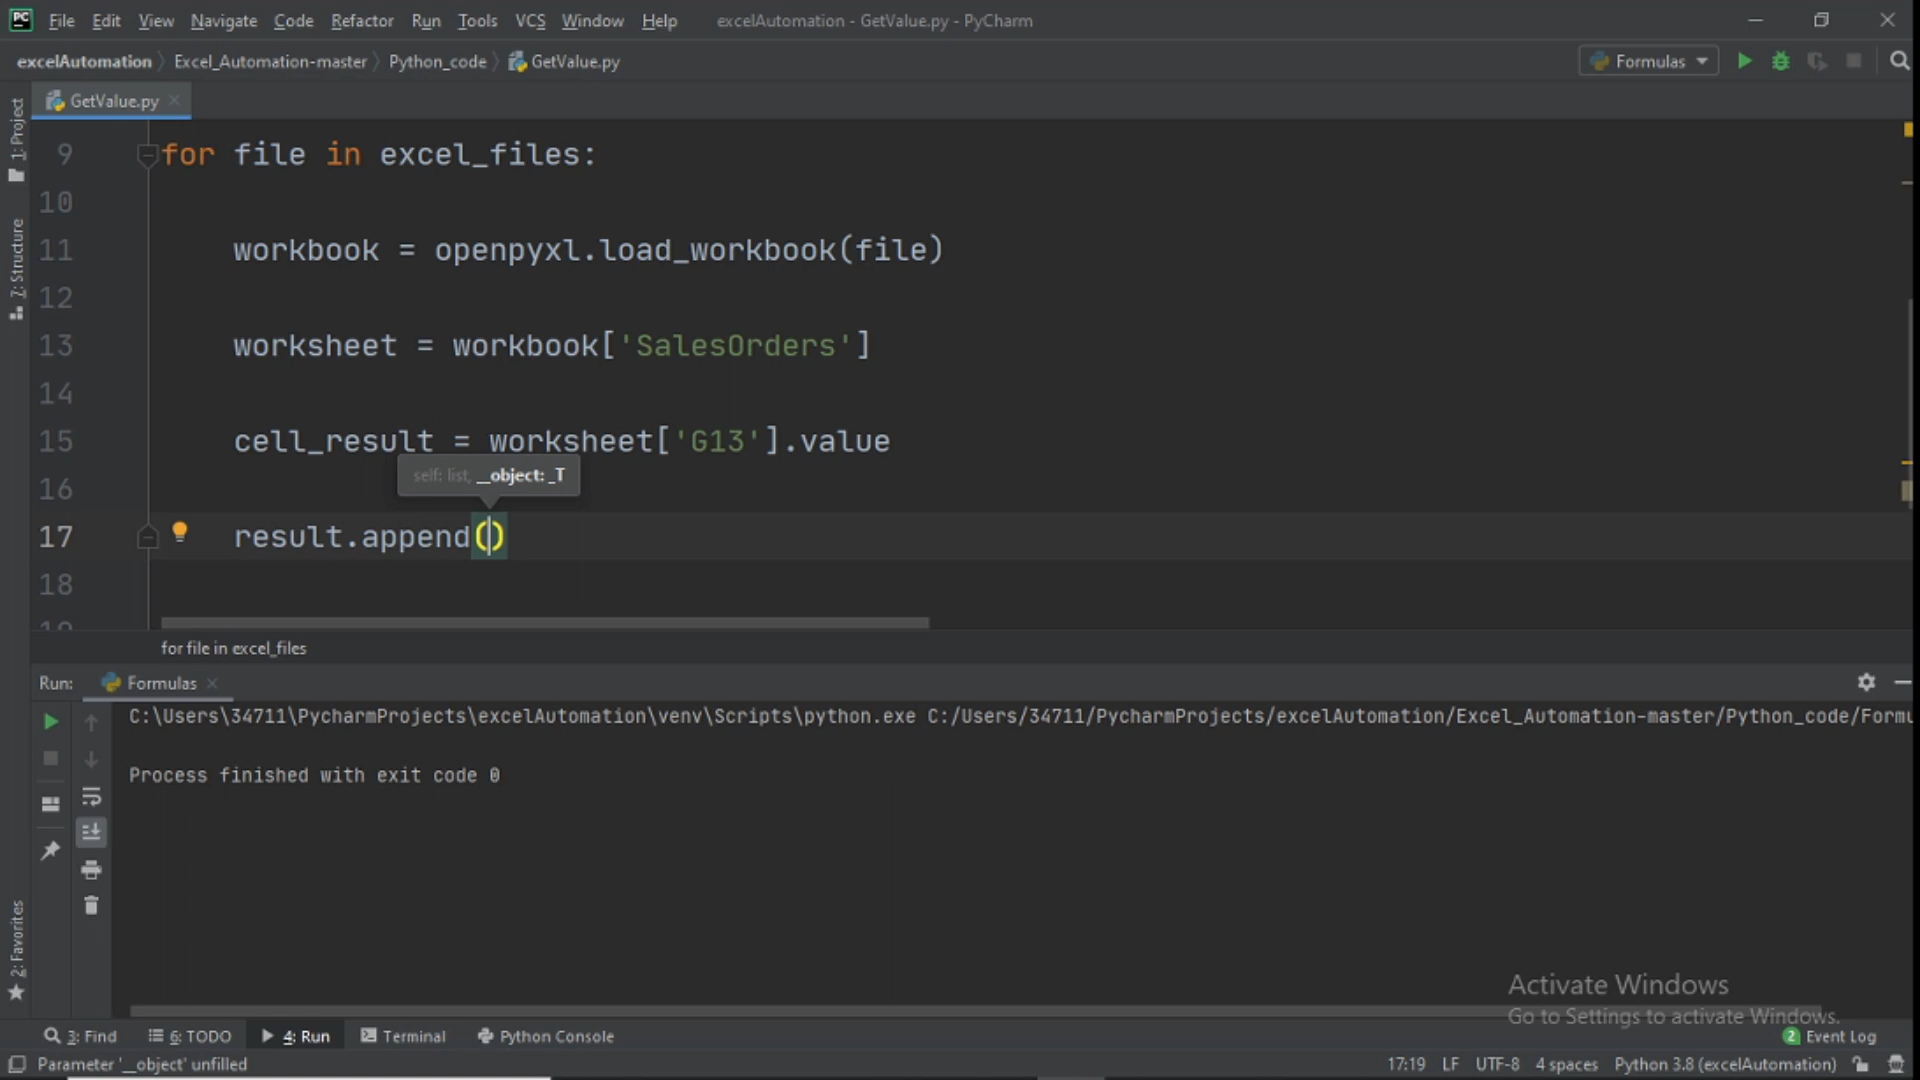 PC File Edit View Navigate Code Refactor Run Tools VCS Window Help excelAutomation - GetValue.py - PyCharm
excelAutomation Excel_Automation-master Python_code GetValue.py Formulas
1: Project
GetValue.py
9 for file in excel_files:
10
11 workbook = openpyxl.load_workbook(file)
7: Structure
12
13 worksheet = workbook['SalesOrders']
14
15 cell_result = worksheet['G13'].value
self: list, __object: _T
16
17 result.append()
18
19
for file in excel_files
Run: Formulas
C:\Users\34711\PycharmProjects\excelAutomation\venv\Scripts\python.exe C:/Users/34711/PycharmProjects/excelAutomation/Excel_Automation-master/Python_code/Formu
Process finished with exit code 0
2: Favorites
Activate Windows
Go to Settings to activate Windows.
3: Find 6: TODO 4: Run Terminal Python Console 2 Event Log
Parameter '__object' unfilled 17:19 LF UTF-8 4 spaces Python 3.8 (excelAutomation)